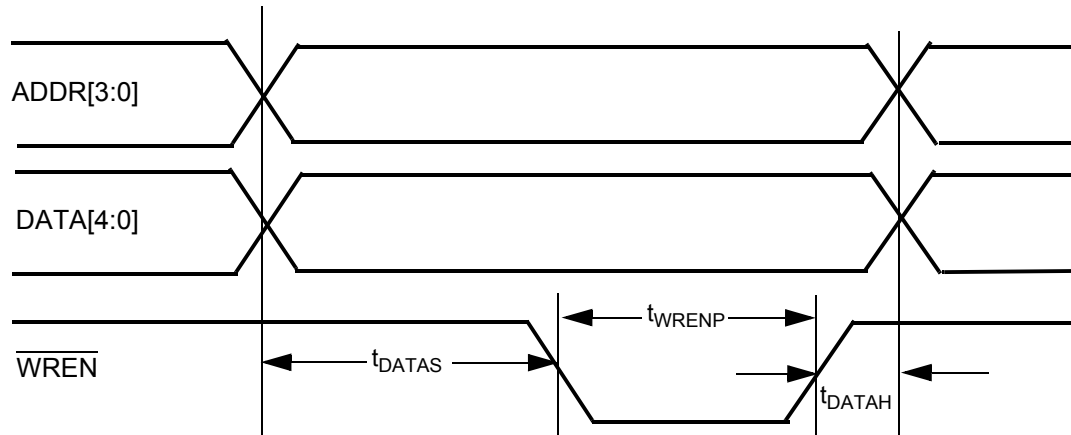 ADDR[3:0]
DATA[4:0]
tWRENP
WREN
tDATAS
tDATAH